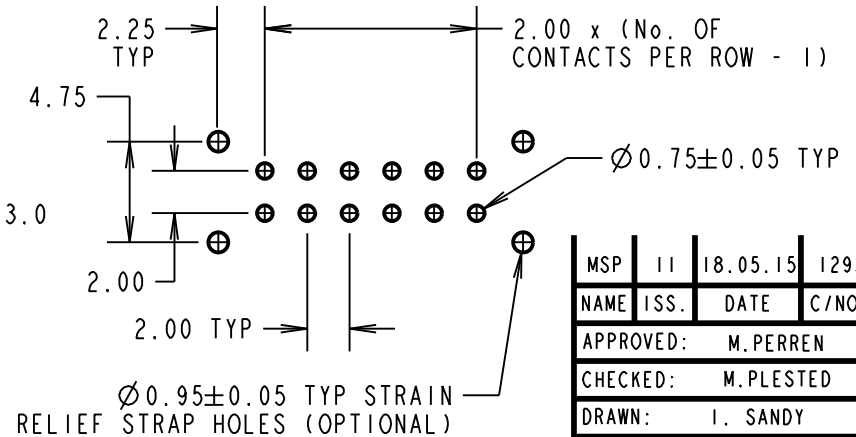 2.25
TYP
2.00 x (No. OF
CONTACTS PER ROW - 1)
4.75
Ø0.75±0.05 TYP
3.0
2.00
2.00 TYP
Ø0.95±0.05 TYP STRAIN
RELIEF STRAP HOLES (OPTIONAL)
MSP 11 18.05.15 129
NAME ISS. DATE C/NO
APPROVED: M.PERREN
CHECKED: M.PLESTED
DRAWN: I. SANDY